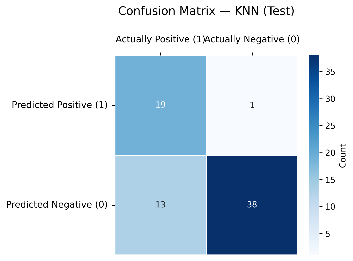 Confusion Matrix — KNN (Test)
Actually Positive (1) Actually Negative (0)
Predicted Positive (1) 19 1
Predicted Negative (0) 13 38
35
30
25
20
15
10
5
Count